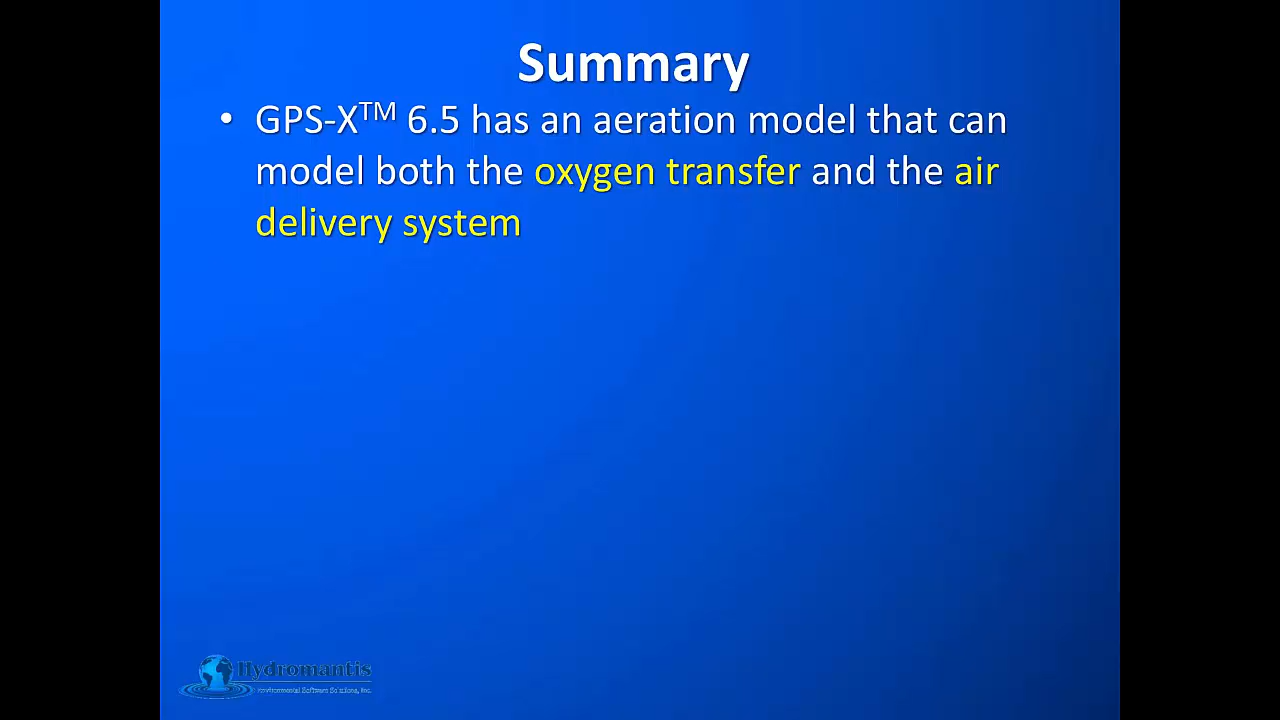 Summary
• GPS-X™ 6.5 has an aeration model that can
model both the oxygen transfer and the air
delivery system
Hydromantis
Environmental Software Solutions, Inc.